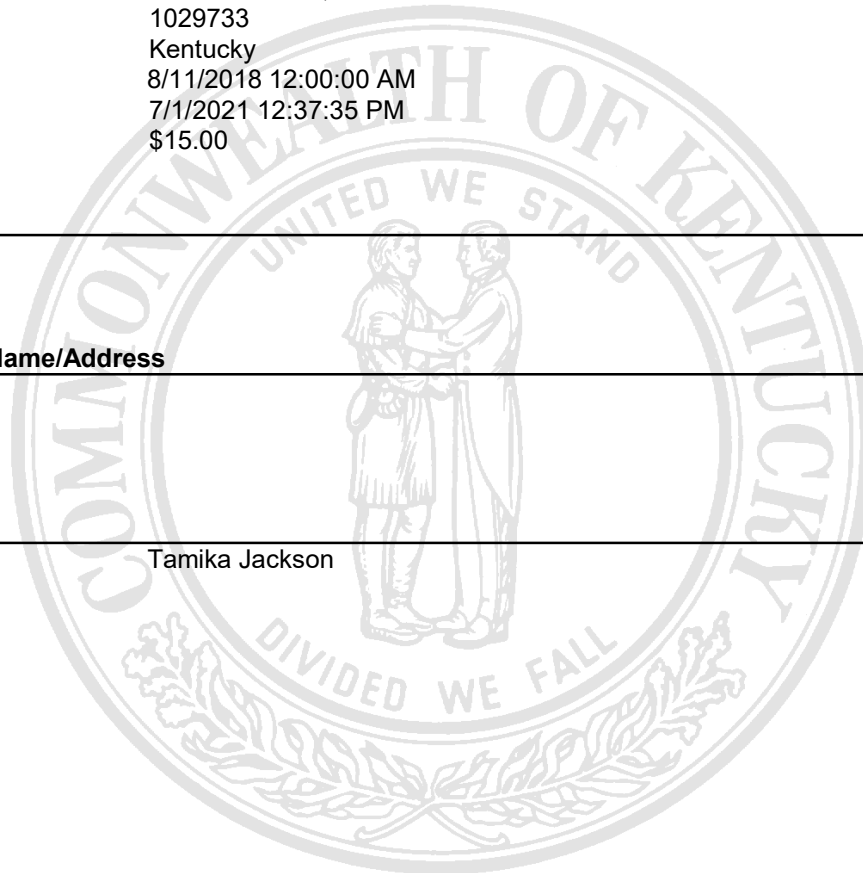 1029733
Kentucky
8/11/2018 12:00:00 AM
7/1/2021 12:37:35 PM
$15.00
COMMONWEALTH OF KENTUCKY
UNITED WE STAND
ame/Address
Tamika Jackson
DIVIDED WE FALL